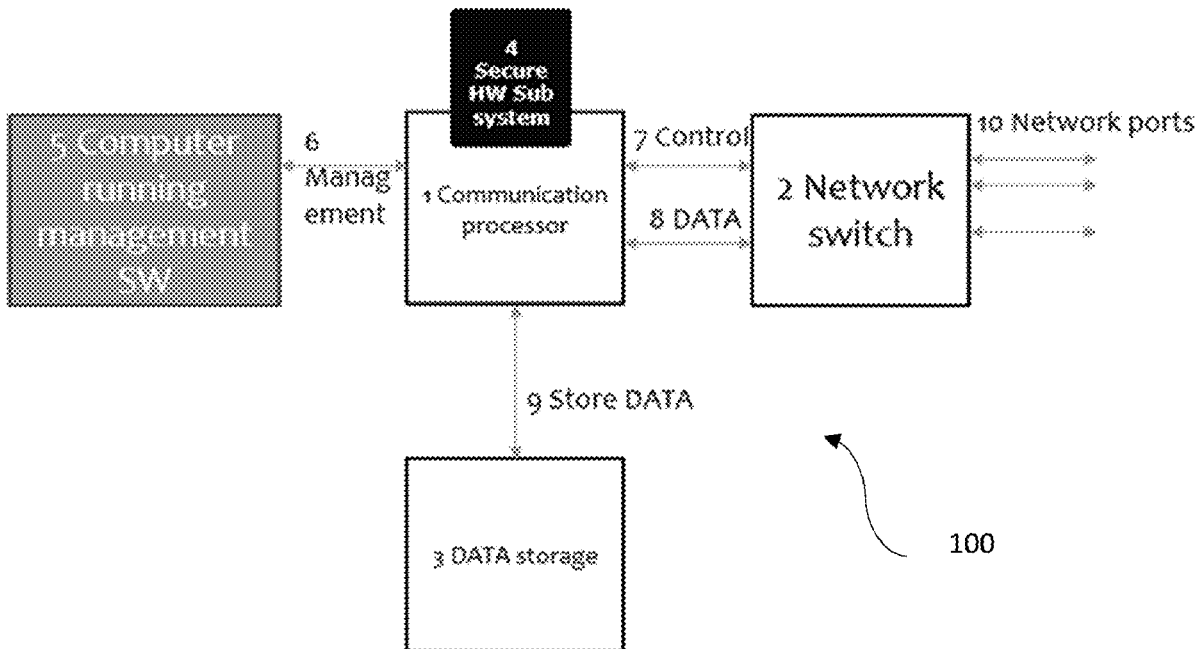 4
Secure
HW Sub
system
5 Computer
running
management
SW
6
Manag
ement
1 Communication
processor
7 Control
8 DATA
2 Network
switch
10 Network ports
9 Store DATA
3 DATA storage
100